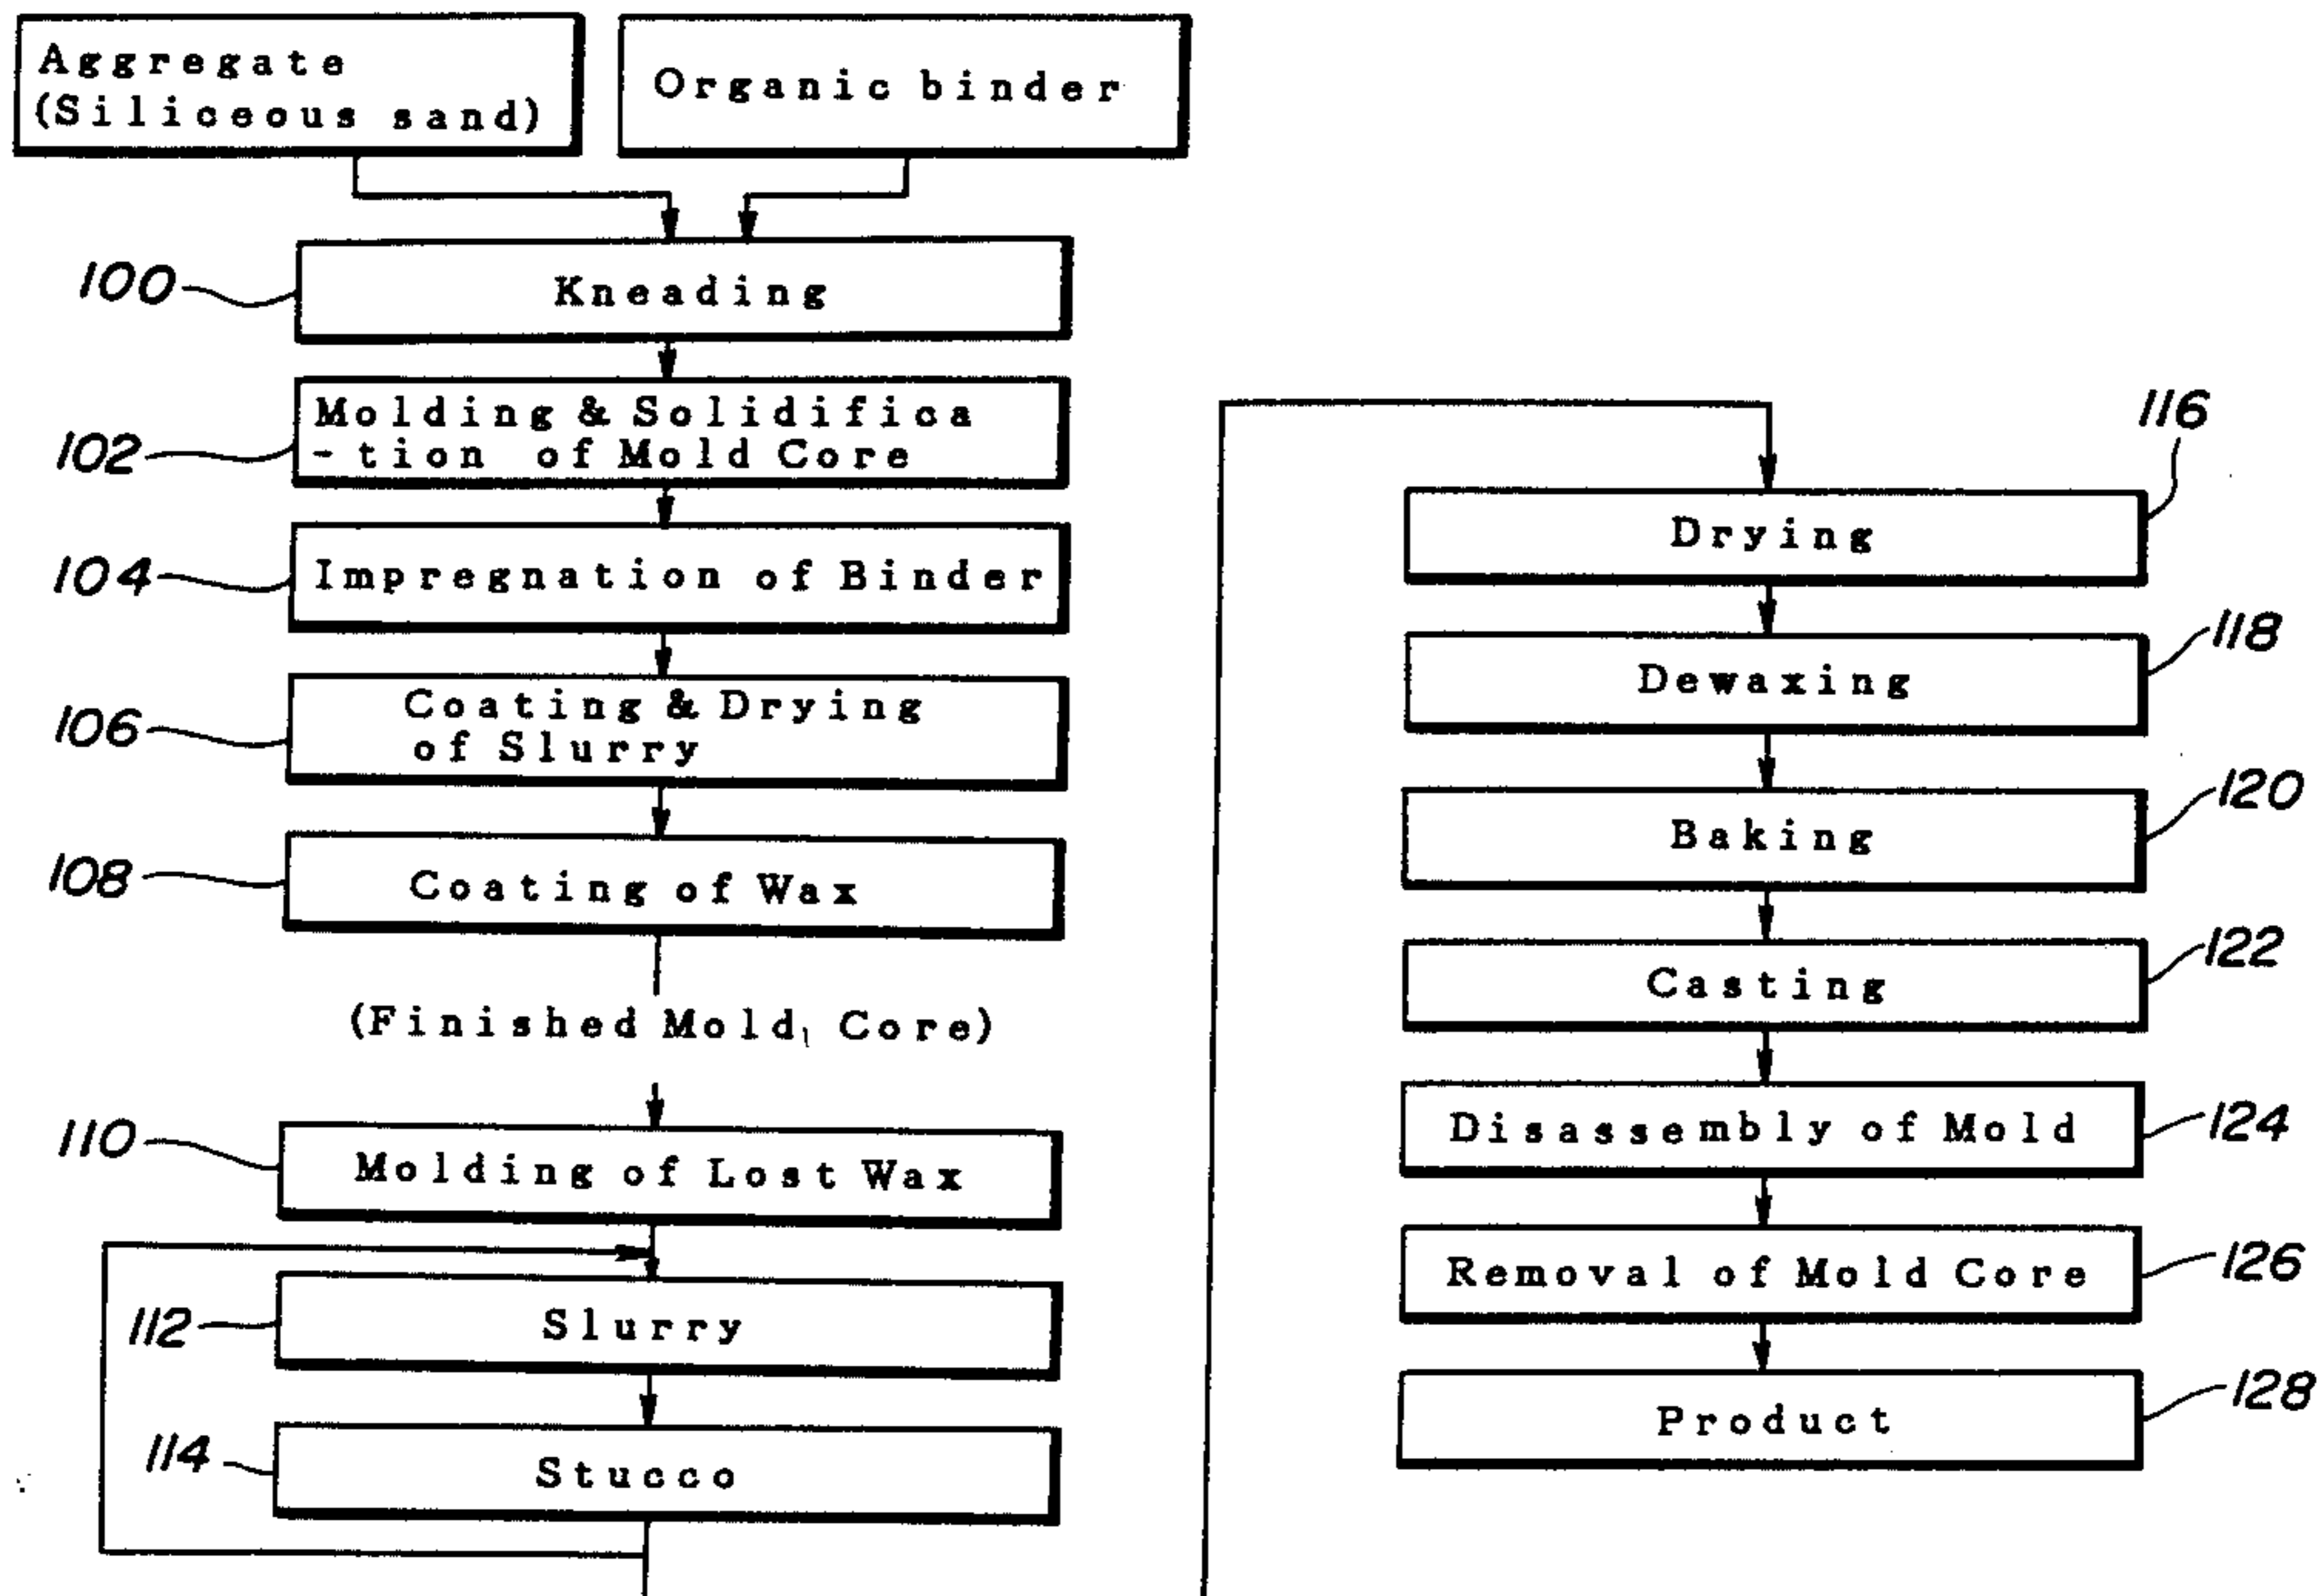 Aggregate
(Siliceous sand)
Organic binder
100
Kneading
102
Molding & Solidifica
-tion of Mold Core
104
Impregnation of Binder
106
Coating & Drying
of Slurry
108
Coating of Wax
(Finished Mold Core)
110
Molding of Lost Wax
112
Slurry
114
Stucco
116
Drying
118
Dewaxing
120
Baking
122
Casting
124
Disassembly of Mold
126
Removal of Mold Core
128
Product